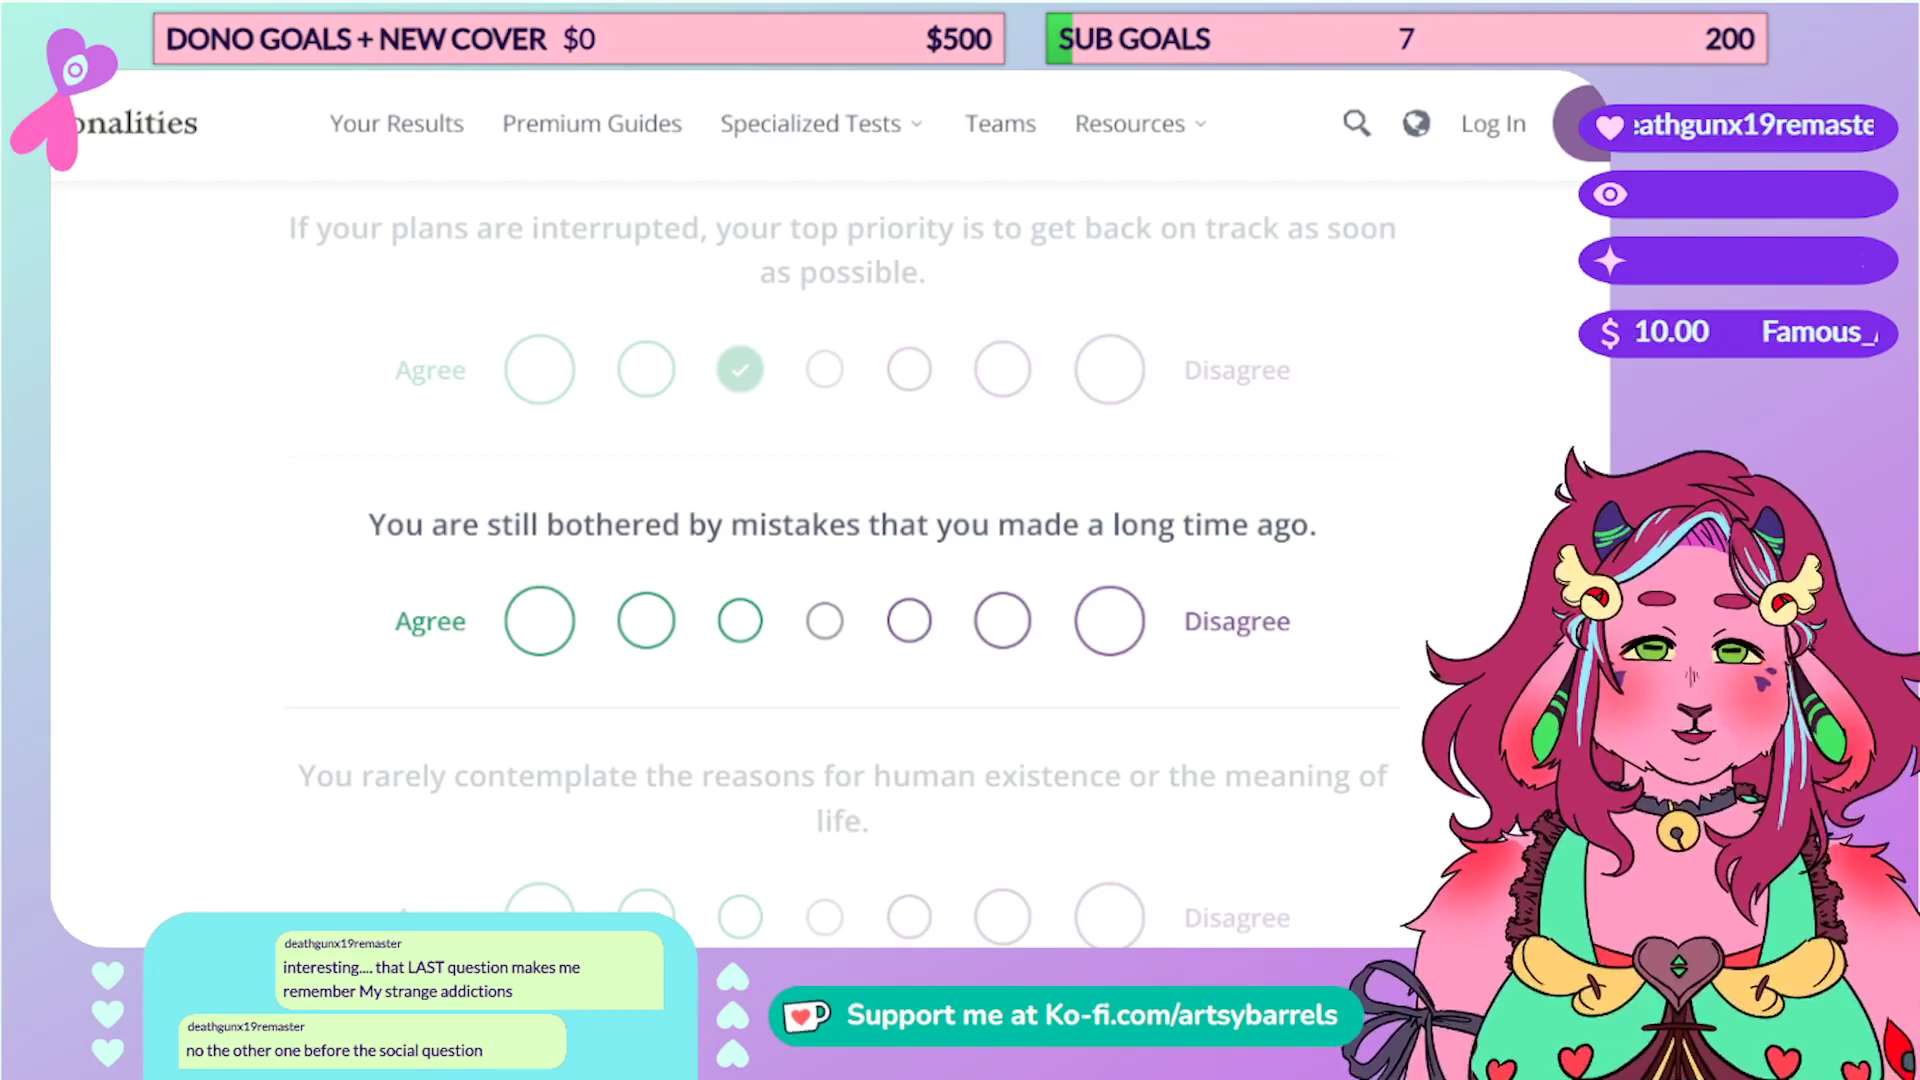 DONO GOALS + NEW COVER $0 $500
SUB GOALS 7 200
onalities
Your Results Premium Guides Specialized Tests Teams Resources Log In
eathgunx19remaste
$ 10.00 Famous_
If your plans are interrupted, your top priority is to get back on track as soon
as possible.
Agree Disagree
You are still bothered by mistakes that you made a long time ago.
Agree Disagree
You rarely contemplate the reasons for human existence or the meaning of
life.
Disagree
deathgunx19remaster
interesting.... that LAST question makes me
remember My strange addictions
deathgunx19remaster
no the other one before the social question
Support me at Ko-fi.com/artsybarrels